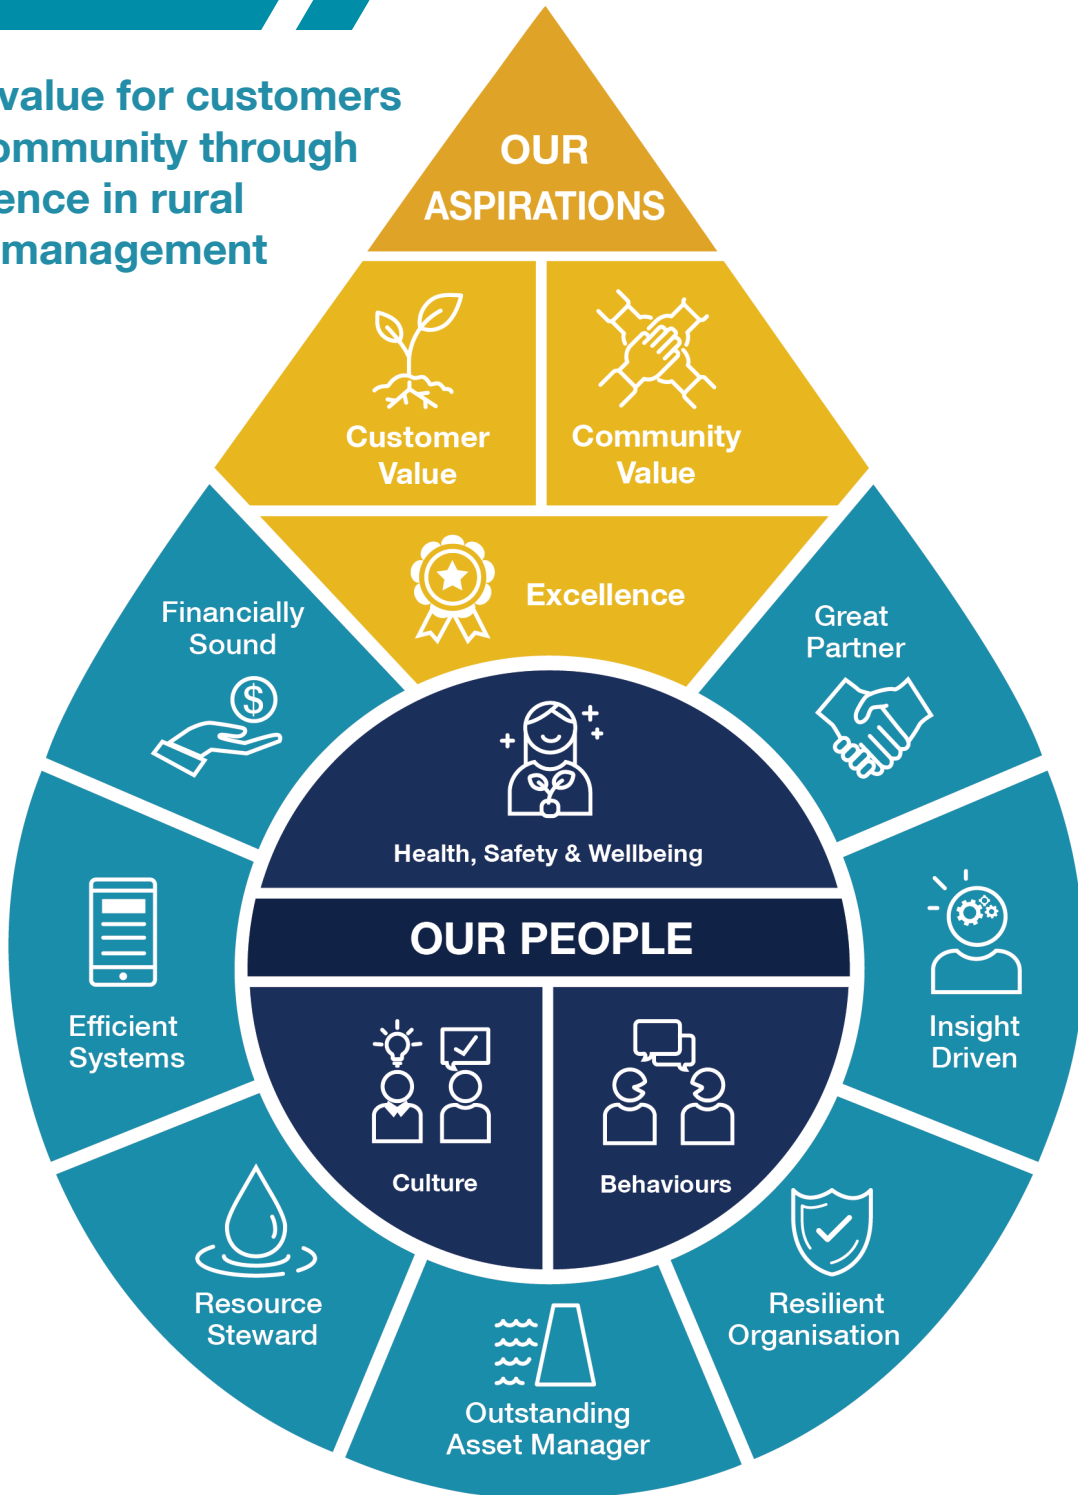 value for customers
ommunity through
ence in rural
management
OUR
ASPIRATIONS
Customer
Value
Community
Value
Excellence
Financially
Sound
$
Great
Partner
Health, Safety & Wellbeing
OUR PEOPLE
Efficient
Systems
Insight
Driven
Culture
Behaviours
Resource
Steward
Resilient
Organisation
Outstanding
Asset Manager